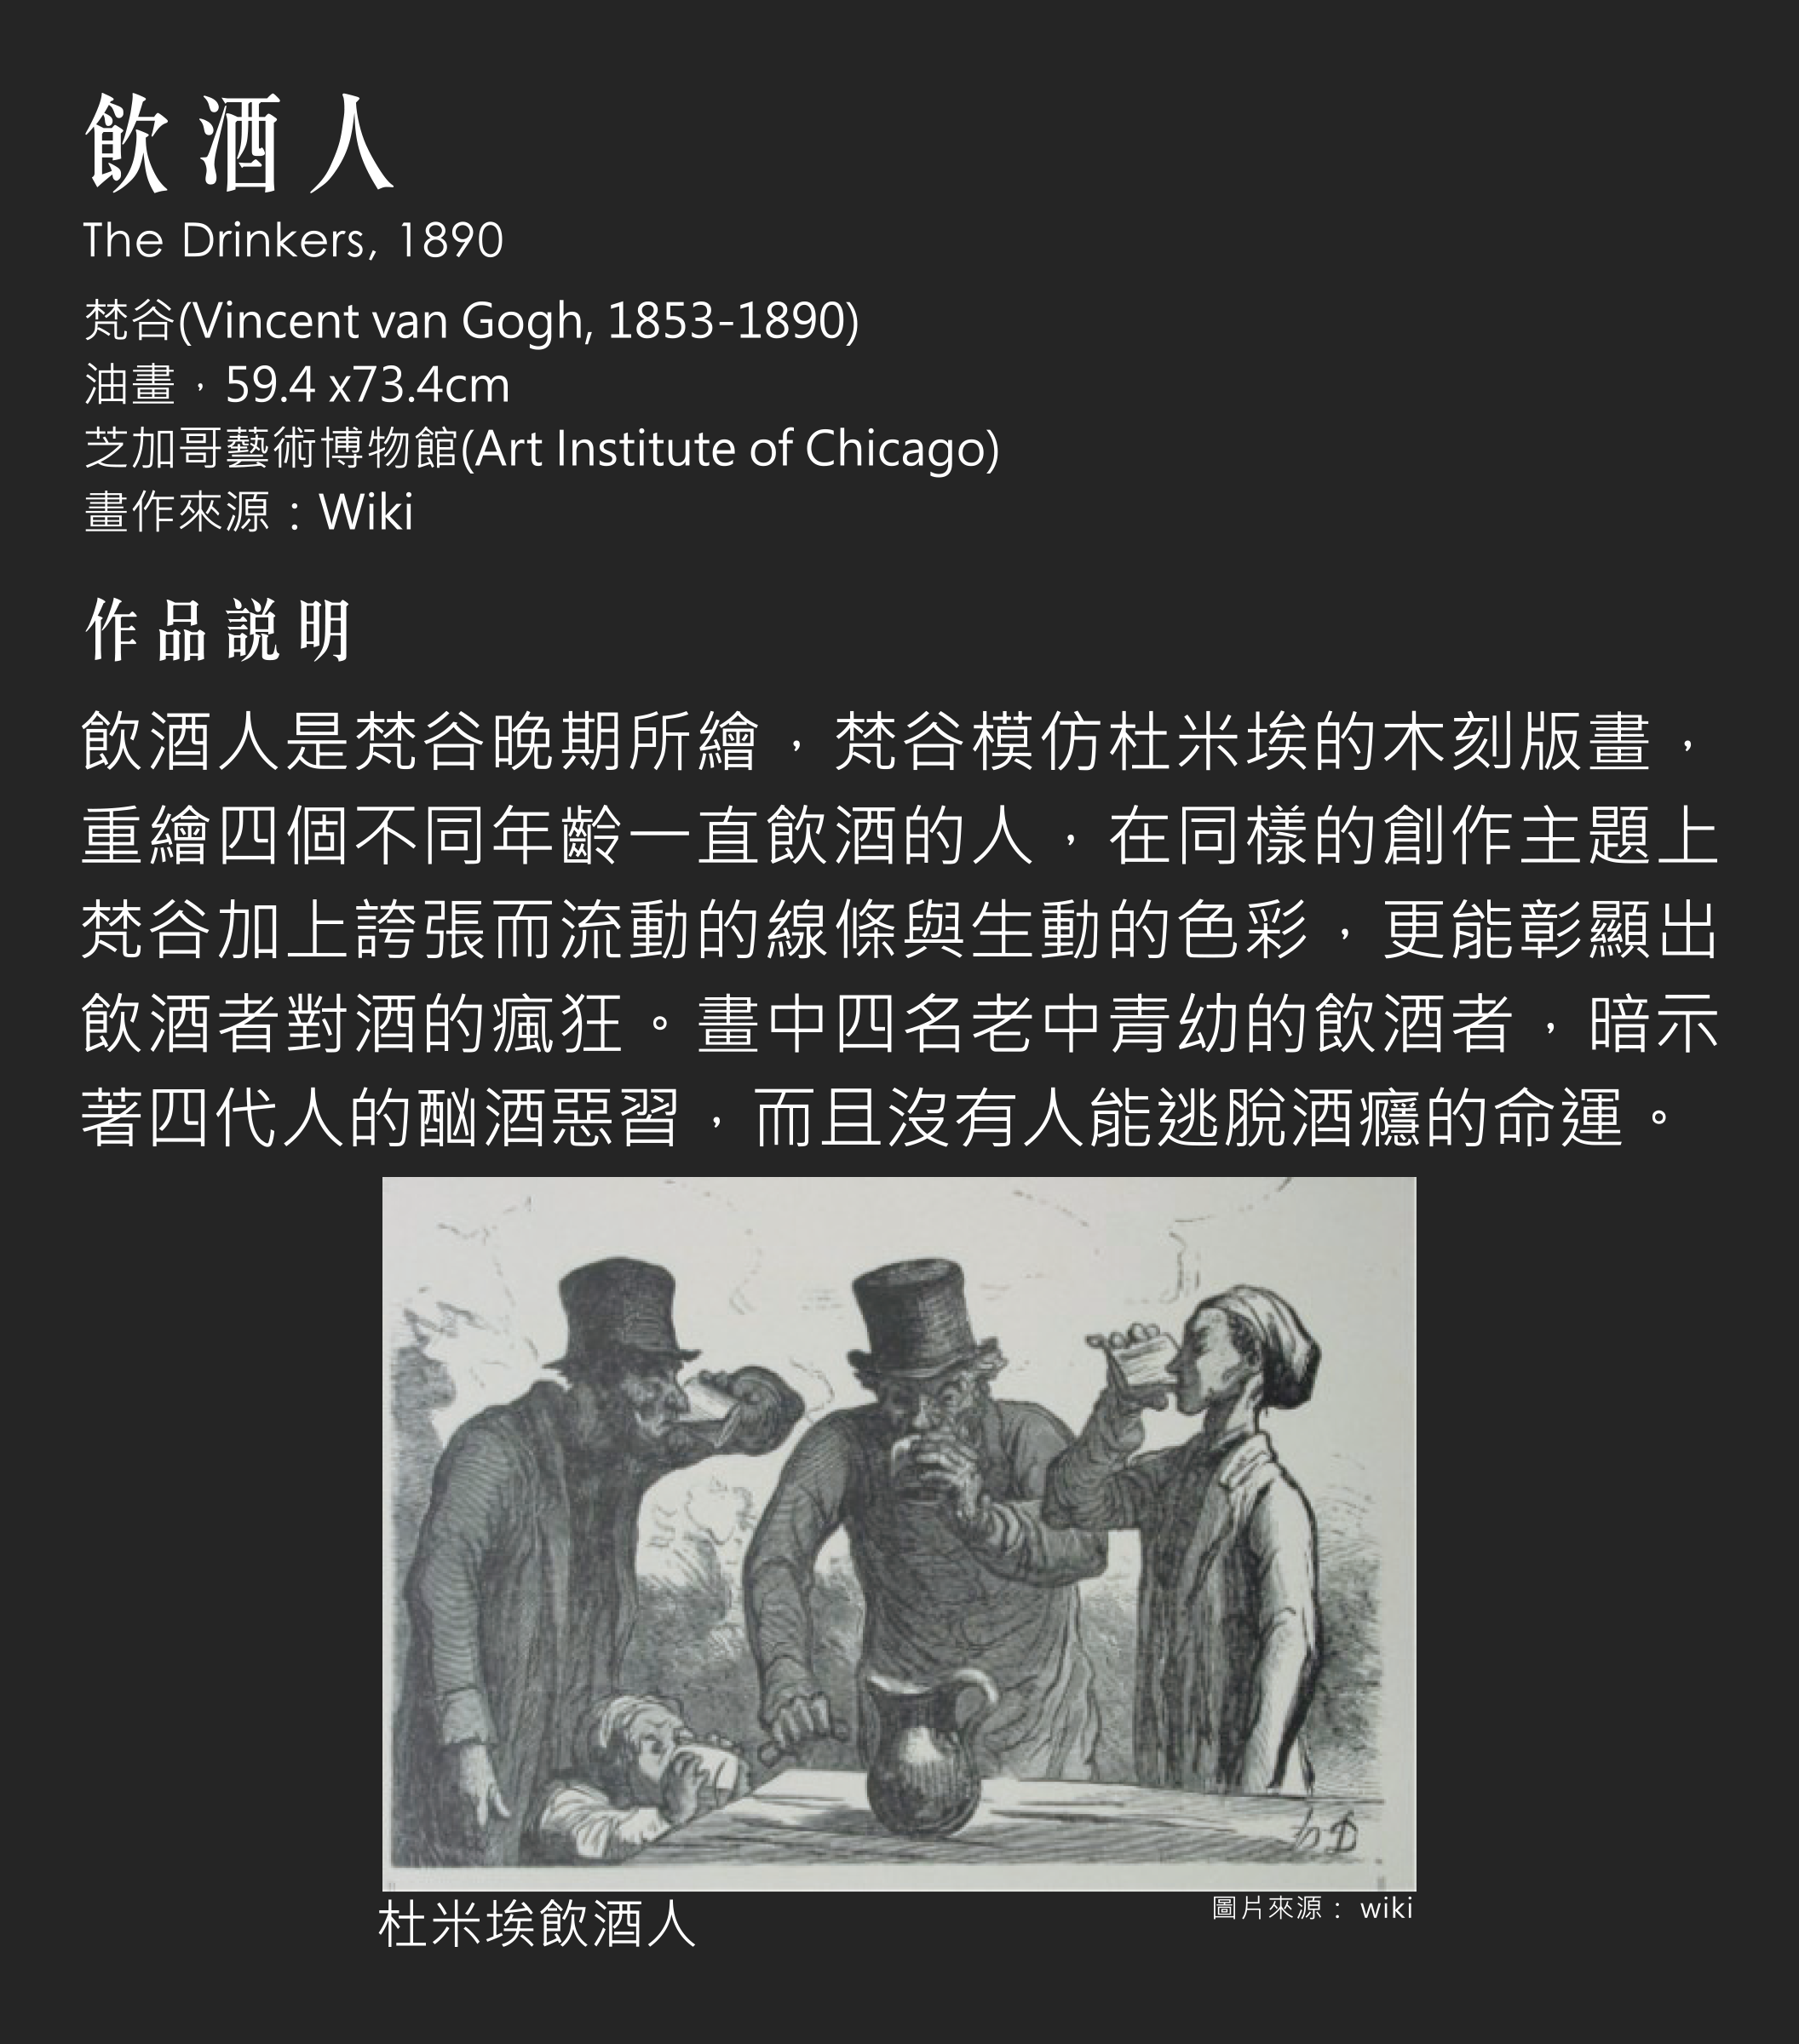 飲酒人
The Drinkers, 1890
梵谷(Vincent van Gogh, 1853-1890)
油畫，59.4 x73.4cm
芝加哥藝術博物館(Art Institute of Chicago)
畫作來源：Wiki
作品說明
飲酒人是梵谷晚期所繪，梵谷模仿杜米埃的木刻版畫，
重繪四個不同年齡一直飲酒的人，在同樣的創作主題上
梵谷加上誇張而流動的線條與生動的色彩，更能彰顯出
飲酒者對酒的瘋狂。畫中四名老中青幼的飲酒者，暗示
著四代人的酗酒惡習，而且沒有人能逃脫酒癮的命運。
h D
杜米埃飲酒人
圖片來源：wiki